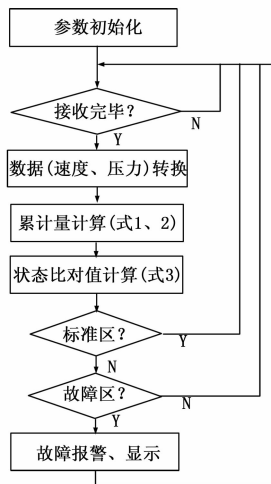 参数初始化
接收完毕?
N
Y
数据(速度、压力)转换
累计量计算(式1、2)
状态比对值计算(式3)
标准区?
Y
N
故障区?
N
Y
故障报警、显示